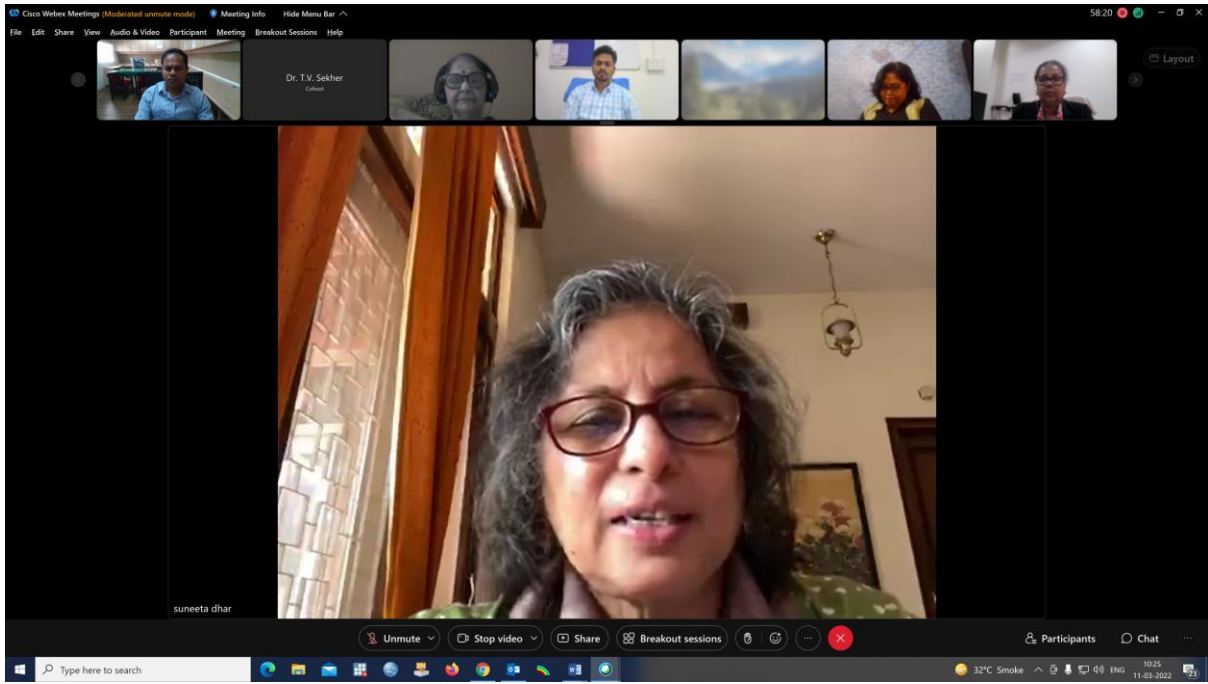 Cisco Webex Meetings (Moderated unmute mode) Meeting Info Hide Menu Bar 58:20
File Edit Share View Audio & Video Participant Meeting Breakout Sessions Help
Layout
Dr. T.V. Sekher
Cohost
suneeta dhar
Unmute Stop video Share Breakout sessions Participants Chat
Type here to search 32°C Smoke ENG 10:25
11-03-2022 23